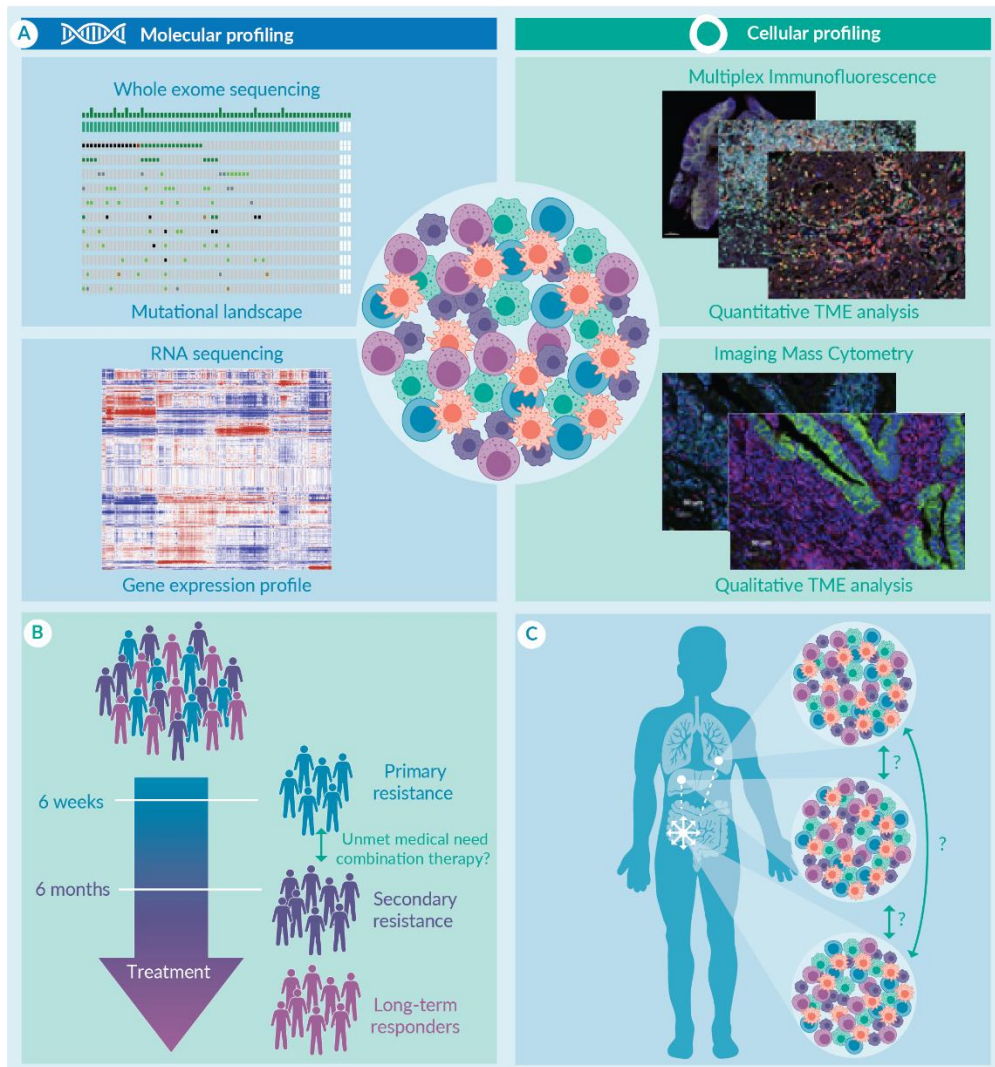 A
Molecular profiling
Whole exome sequencing
Mutational landscape
RNA sequencing
Gene expression profile
Cellular profiling
Multiplex Immunofluorescence
Quantitative TME analysis
Imaging Mass Cytometry
Qualitative TME analysis
B
6 weeks
6 months
Treatment
Primary
resistance
Unmet medical need
combination therapy?
Secondary
resistance
Long-term
responders
C
?
?
?